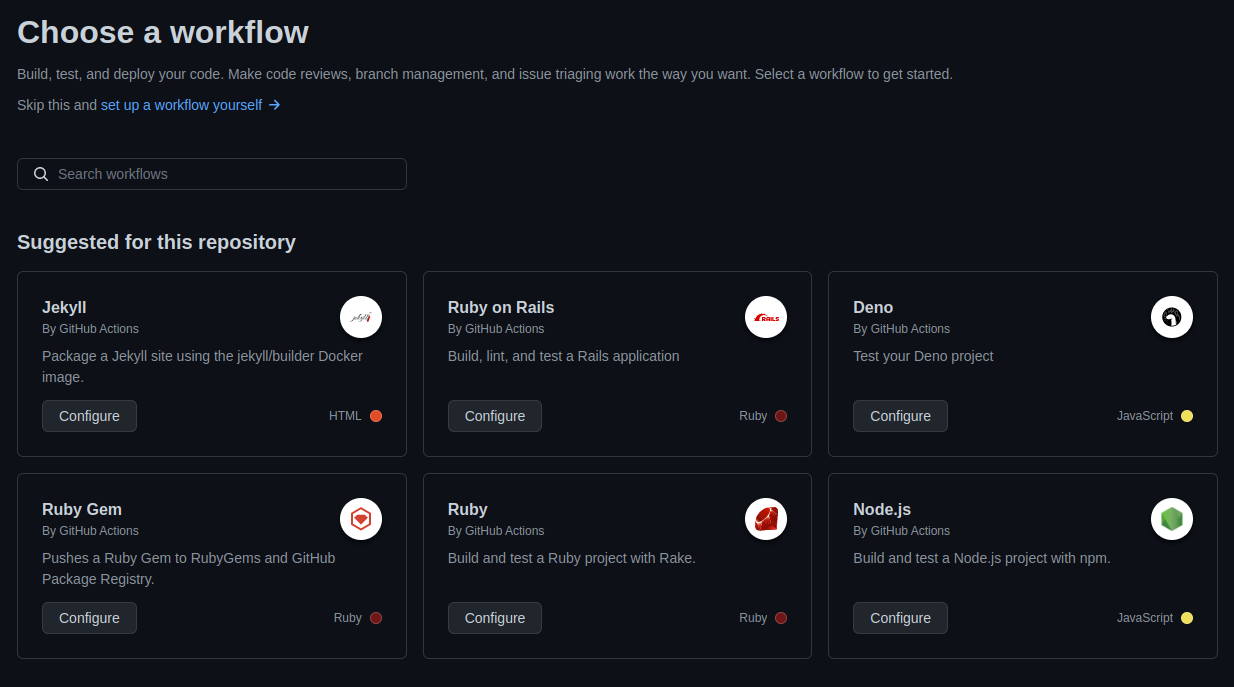 Choose a workflow
Build, test, and deploy your code. Make code reviews, branch management, and issue triaging work the way you want. Select a workflow to get started.
Skip this and set up a workflow yourself →
Search workflows
Suggested for this repository
Jekyll
By GitHub Actions
Package a Jekyll site using the jekyll/builder Docker
image.
Configure
HTML
Ruby on Rails
RAILS
By GitHub Actions
Build, lint, and test a Rails application
Configure
Ruby
Deno
By GitHub Actions
Test your Deno project
Configure
JavaScript
Ruby Gem
By GitHub Actions
Pushes a Ruby Gem to RubyGems and GitHub
Package Registry.
Configure
Ruby
Ruby
By GitHub Actions
Build and test a Ruby project with Rake.
Configure
Ruby
Node.js
By GitHub Actions
Build and test a Node.js project with npm.
Configure
JavaScript